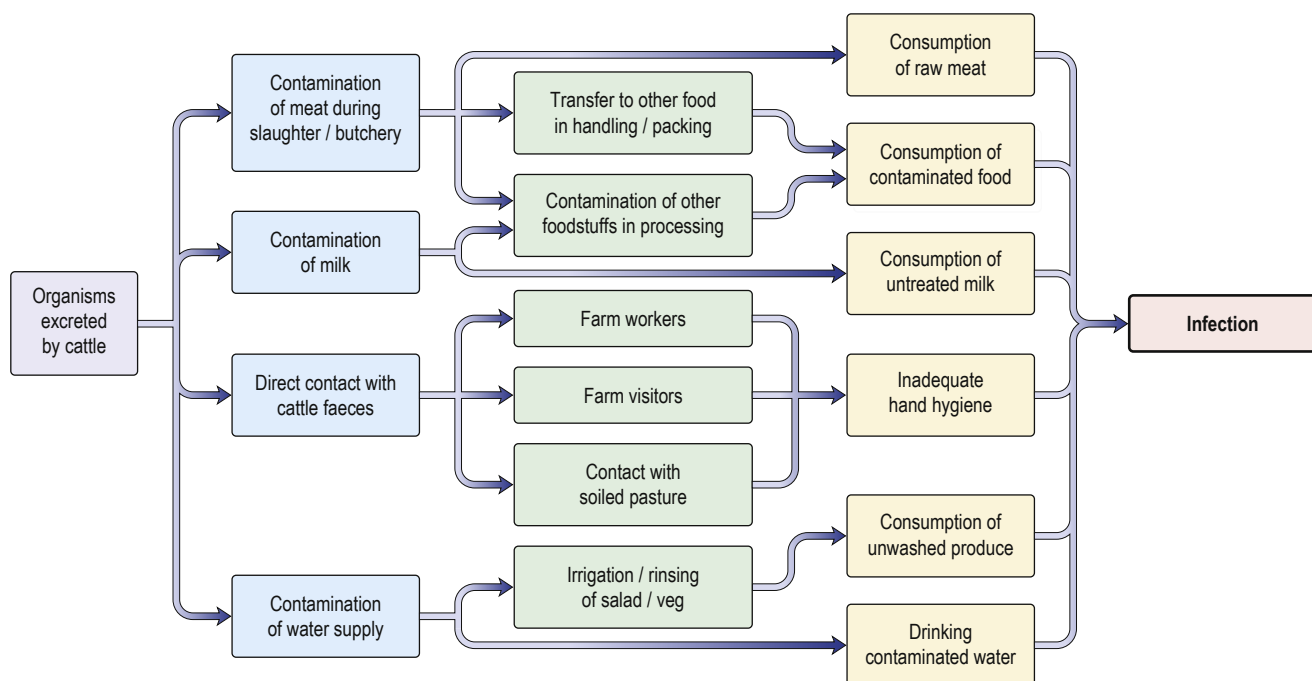 Organisms
excreted
by cattle
Contamination
of meat during
slaughter / butchery
Contamination
of milk
Direct contact with
cattle faeces
Contamination
of water supply
Transfer to other food
in handling / packing
Contamination of other
foodstuffs in processing
Farm workers
Farm visitors
Contact with
soiled pasture
Irrigation / rinsing
of salad / veg
Consumption
of raw meat
Consumption of
contaminated food
Consumption of
untreated milk
Inadequate
hand hygiene
Consumption of
unwashed produce
Drinking
contaminated water
Infection